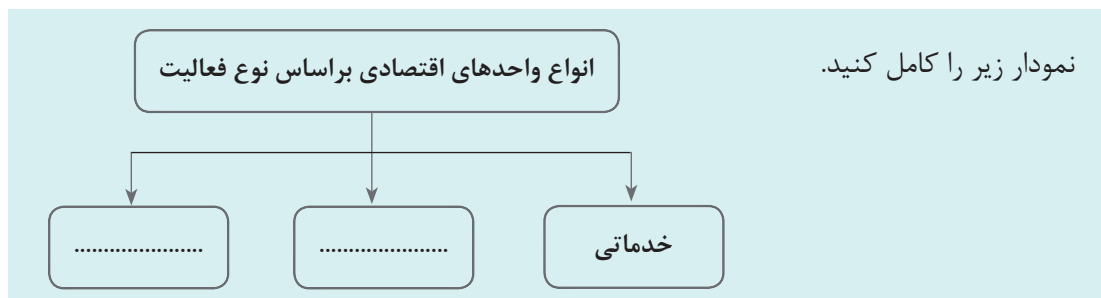 نمودار زیر را کامل کنید.
انواع واحدهای اقتصادی براساس نوع فعالیت
خدماتی
......................
......................